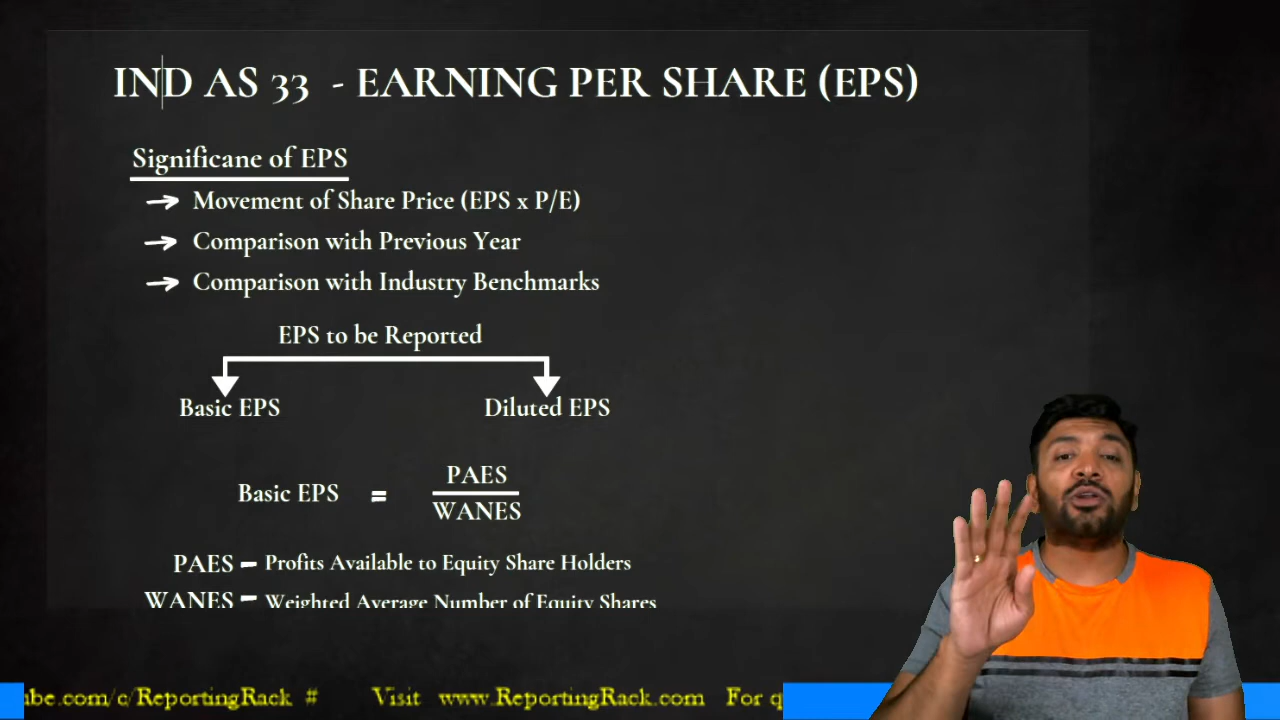 IND AS 33 - EARNING PER SHARE (EPS)
Significane of EPS
→ Movement of Share Price (EPS x P/E)
→ Comparison with Previous Year
→ Comparison with Industry Benchmarks
EPS to be Reported
Basic EPS Diluted EPS
PAES
Basic EPS =
WANES
PAES - Profits Available to Equity Share Holders
WANES - Weighted Average Number of Equity Shares
ube.com/c/ReportingRack # Visit www.ReportingRack.com For q